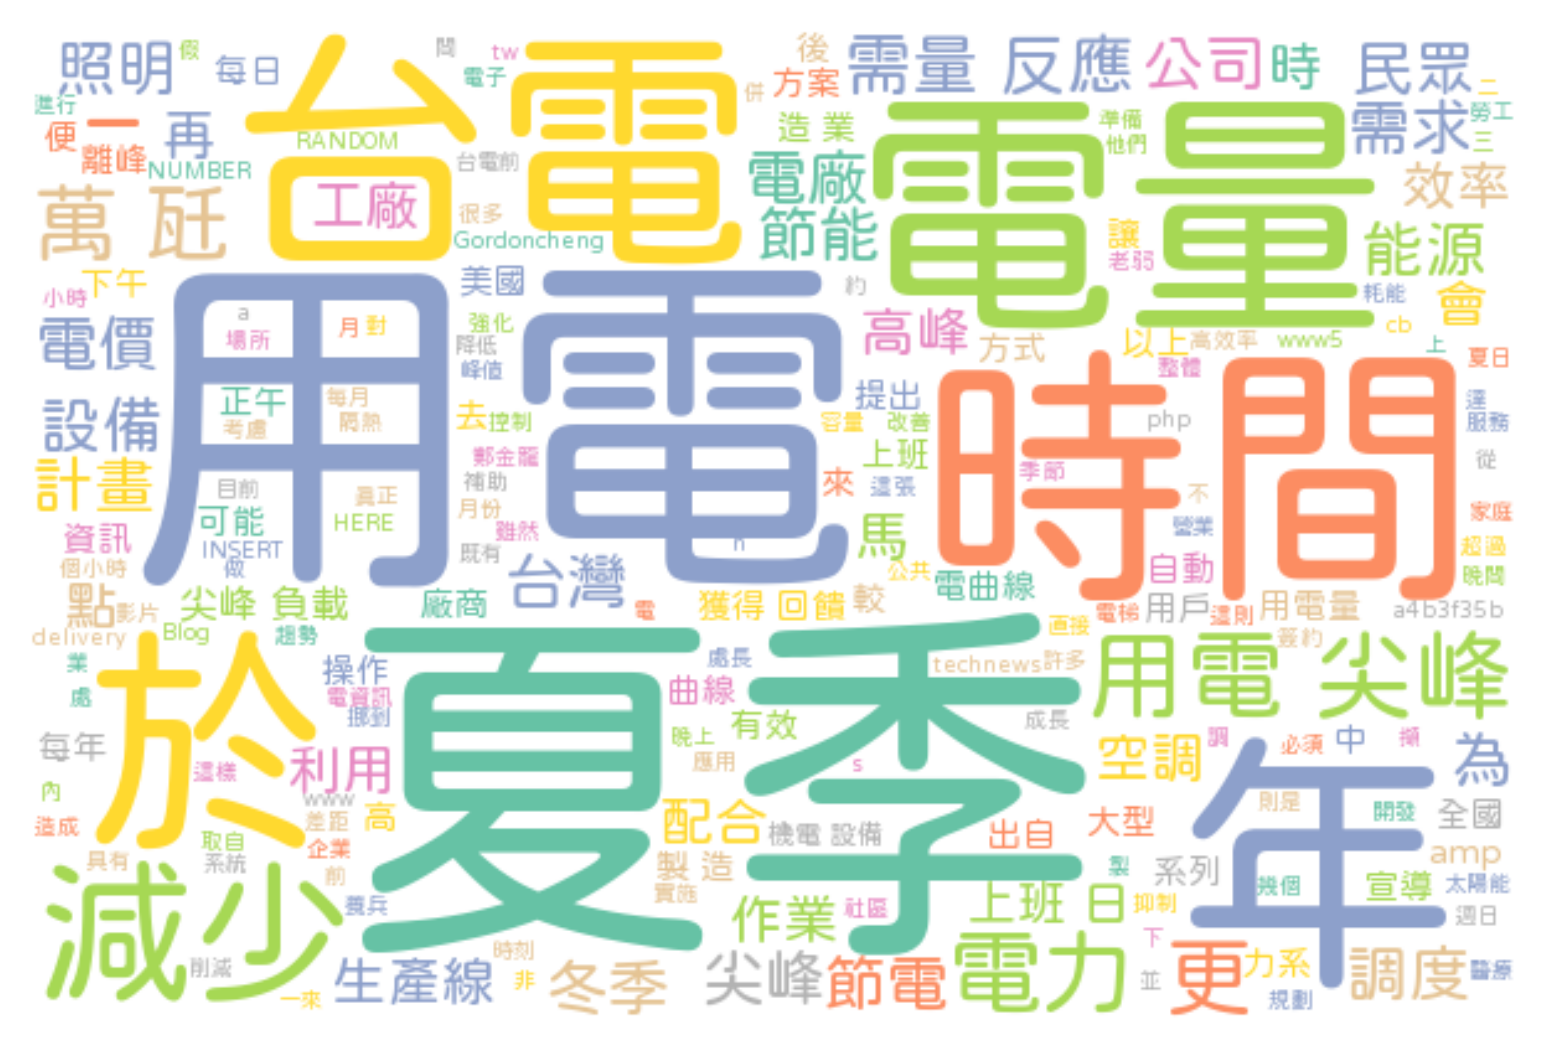 照明
假
每日
台電
問
tw
電子
後
方案
併
需量 反應
公司
時
民眾
二
進行
便
一
再
離峰
NUMBER
RANDOM
台電前
造 業
電廠
電量
準備
他們
需求
勞工
三
萬 瓩
工廠
很多
Gordoncheng
節能
讓
老弱
效率
能源
下午
小時
用電
美國
約
耗能
會
電價
a
場所
月
對
強化
降低
峰值
高峰
方式
以上
高效率
www5
cb
上
夏日
設備
正午
考慮
每月
隔熱
去
控制
提出
容量
改善
時間
整體
php
達
服務
計畫
目前
真正
鄭金龍
補助
月份
來
上班
這張
季節
不
從
資訊
可能
HERE
INSERT
做
雖然
既有
h
馬
營業
家庭
超過
個小時
點
影片
尖峰 負載
廠商
台灣
電
公共
獲得 回饋
較
電曲線
自動
晚間
電梯
用戶
這則
用電量
a4b3f35b
delivery
Blog
趨勢
於
夏季
直接
簽約
業
處
操作
電資訊
挪到
處長
曲線
technews
許多
用電 尖峰
每年
這樣
利用
晚上
有效
應用
s
成長
空調
調
必須
中
為
內
造成
www
差距
高
配合
機電 設備
出自
大型
年
則是
開發
全國
取自
系統
企業
具有
前
製 造
實施
製
系列
幾個
amp
宣導
太陽能
減少
養兵
作業
社區
上班 日
抑制
週日
削減
一來
生產線
時刻
非
冬季
尖峰
節電
電力
下
並
更
力系
規劃
調度
醫療